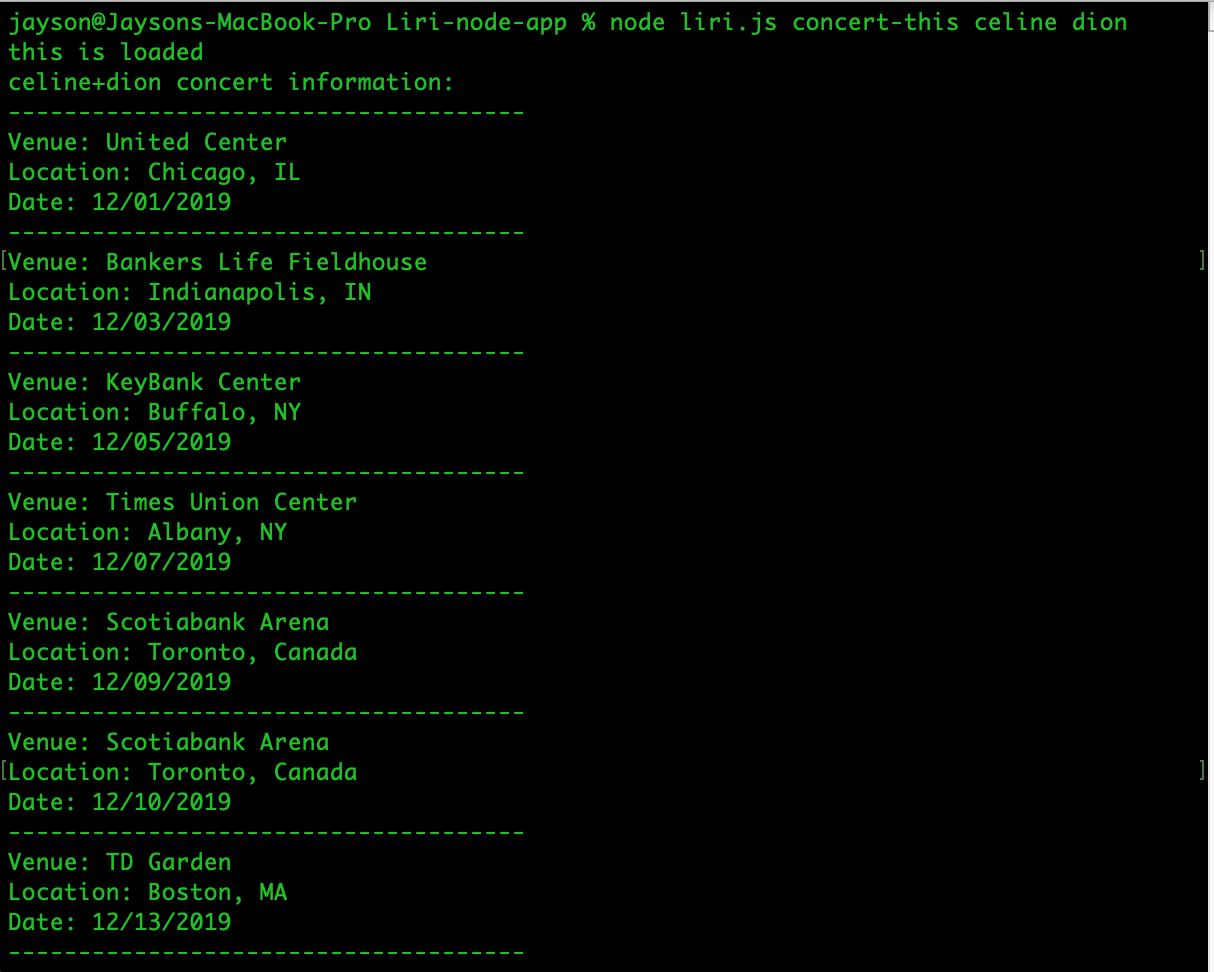 jayson@Jaysons-MacBook-Pro Liri-node-app % node liri.js concert-this celine dion
this is loaded
celine+dion concert information:
-------------------------------------
Venue: United Center
Location: Chicago, IL
Date: 12/01/2019
-------------------------------------
[Venue: Bankers Life Fieldhouse ]
Location: Indianapolis, IN
Date: 12/03/2019
-------------------------------------
Venue: KeyBank Center
Location: Buffalo, NY
Date: 12/05/2019
-------------------------------------
Venue: Times Union Center
Location: Albany, NY
Date: 12/07/2019
-------------------------------------
Venue: Scotiabank Arena
Location: Toronto, Canada
Date: 12/09/2019
-------------------------------------
Venue: Scotiabank Arena
[Location: Toronto, Canada ]
Date: 12/10/2019
-------------------------------------
Venue: TD Garden
Location: Boston, MA
Date: 12/13/2019
-------------------------------------